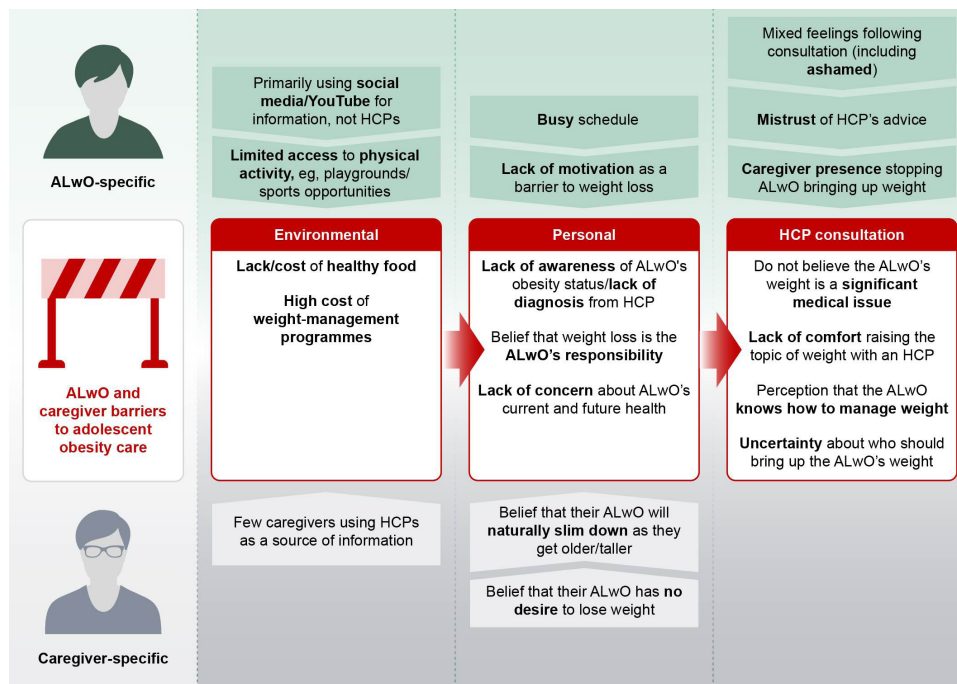 ALwO-specific
Primarily using social
media/YouTube for
information, not HCPs
Limited access to physical
activity, eg, playgrounds/
sports opportunities
Busy schedule
Lack of motivation as a
barrier to weight loss
Mixed feelings following
consultation (including
ashamed)
Mistrust of HCP's advice
Caregiver presence stopping
ALwO bringing up weight
ALwO and
caregiver barriers
to adolescent
obesity care
Environmental
Lack/cost of healthy food
High cost of
weight-management
programmes
Personal
Lack of awareness of ALwO's
obesity status/lack of
diagnosis from HCP
Belief that weight loss is the
ALwO’s responsibility
Lack of concern about ALwO’s
current and future health
HCP consultation
Do not believe the ALwO’s
weight is a significant
medical issue
Lack of comfort raising the
topic of weight with an HCP
Perception that the ALwO
knows how to manage weight
Uncertainty about who should
bring up the ALwO’s weight
Caregiver-specific
Few caregivers using HCPs
as a source of information
Belief that their ALwO will
naturally slim down as they
get older/taller
Belief that their ALwO has no
desire to lose weight